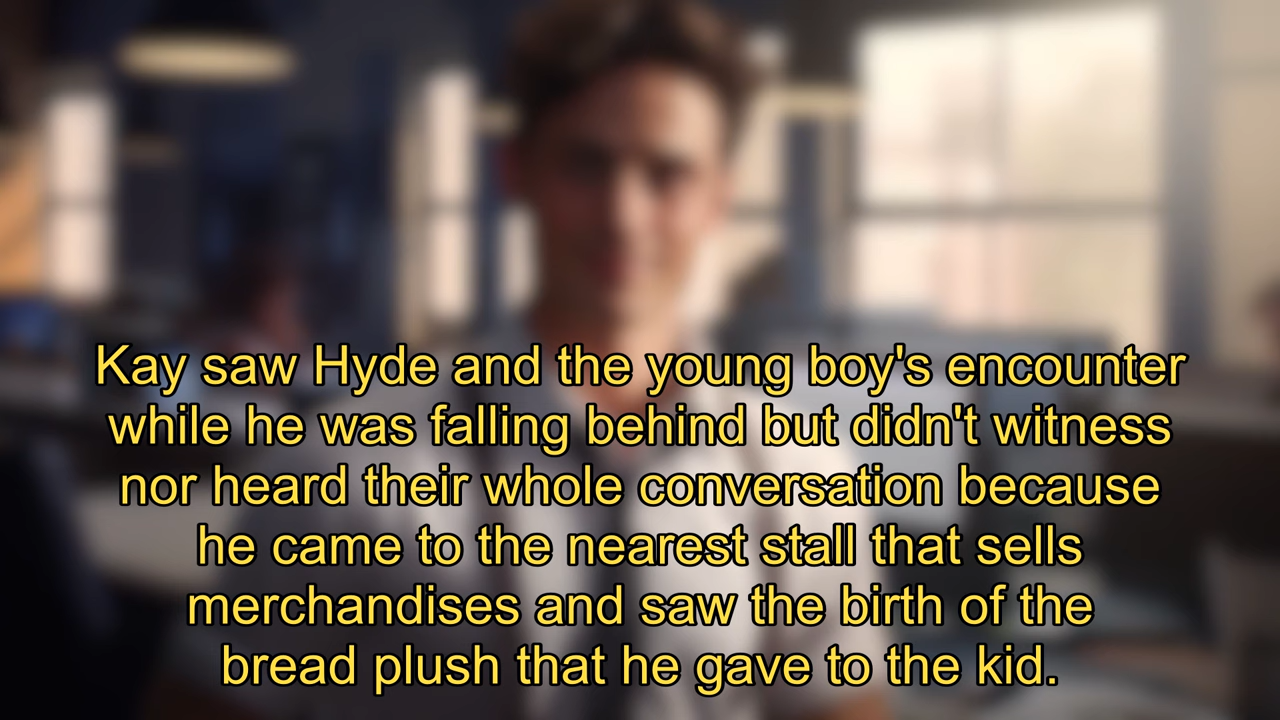 Kay saw Hyde and the young boy's encounter
while he was falling behind but didn't witness
nor heard their whole conversation because
he came to the nearest stall that sells
merchandises and saw the birth of the
bread plush that he gave to the kid.